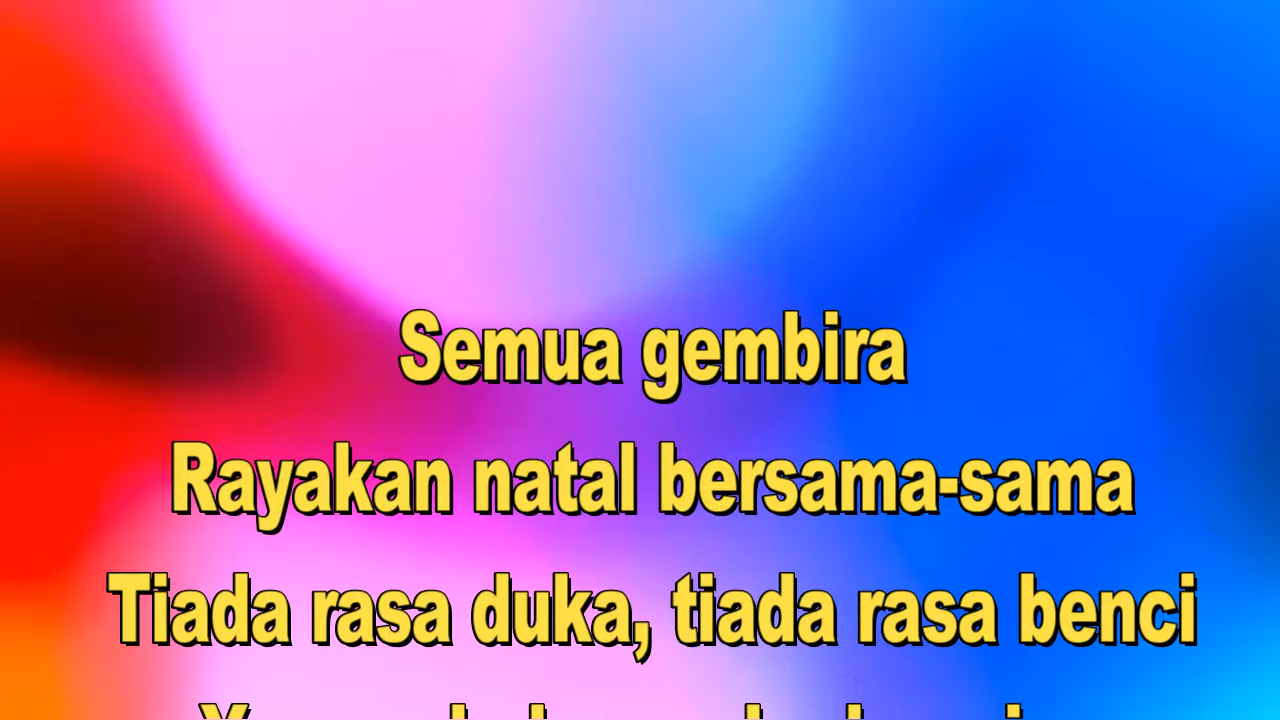 Semua gembira
Rayakan natal bersama-sama
Tiada rasa duka, tiada rasa benci